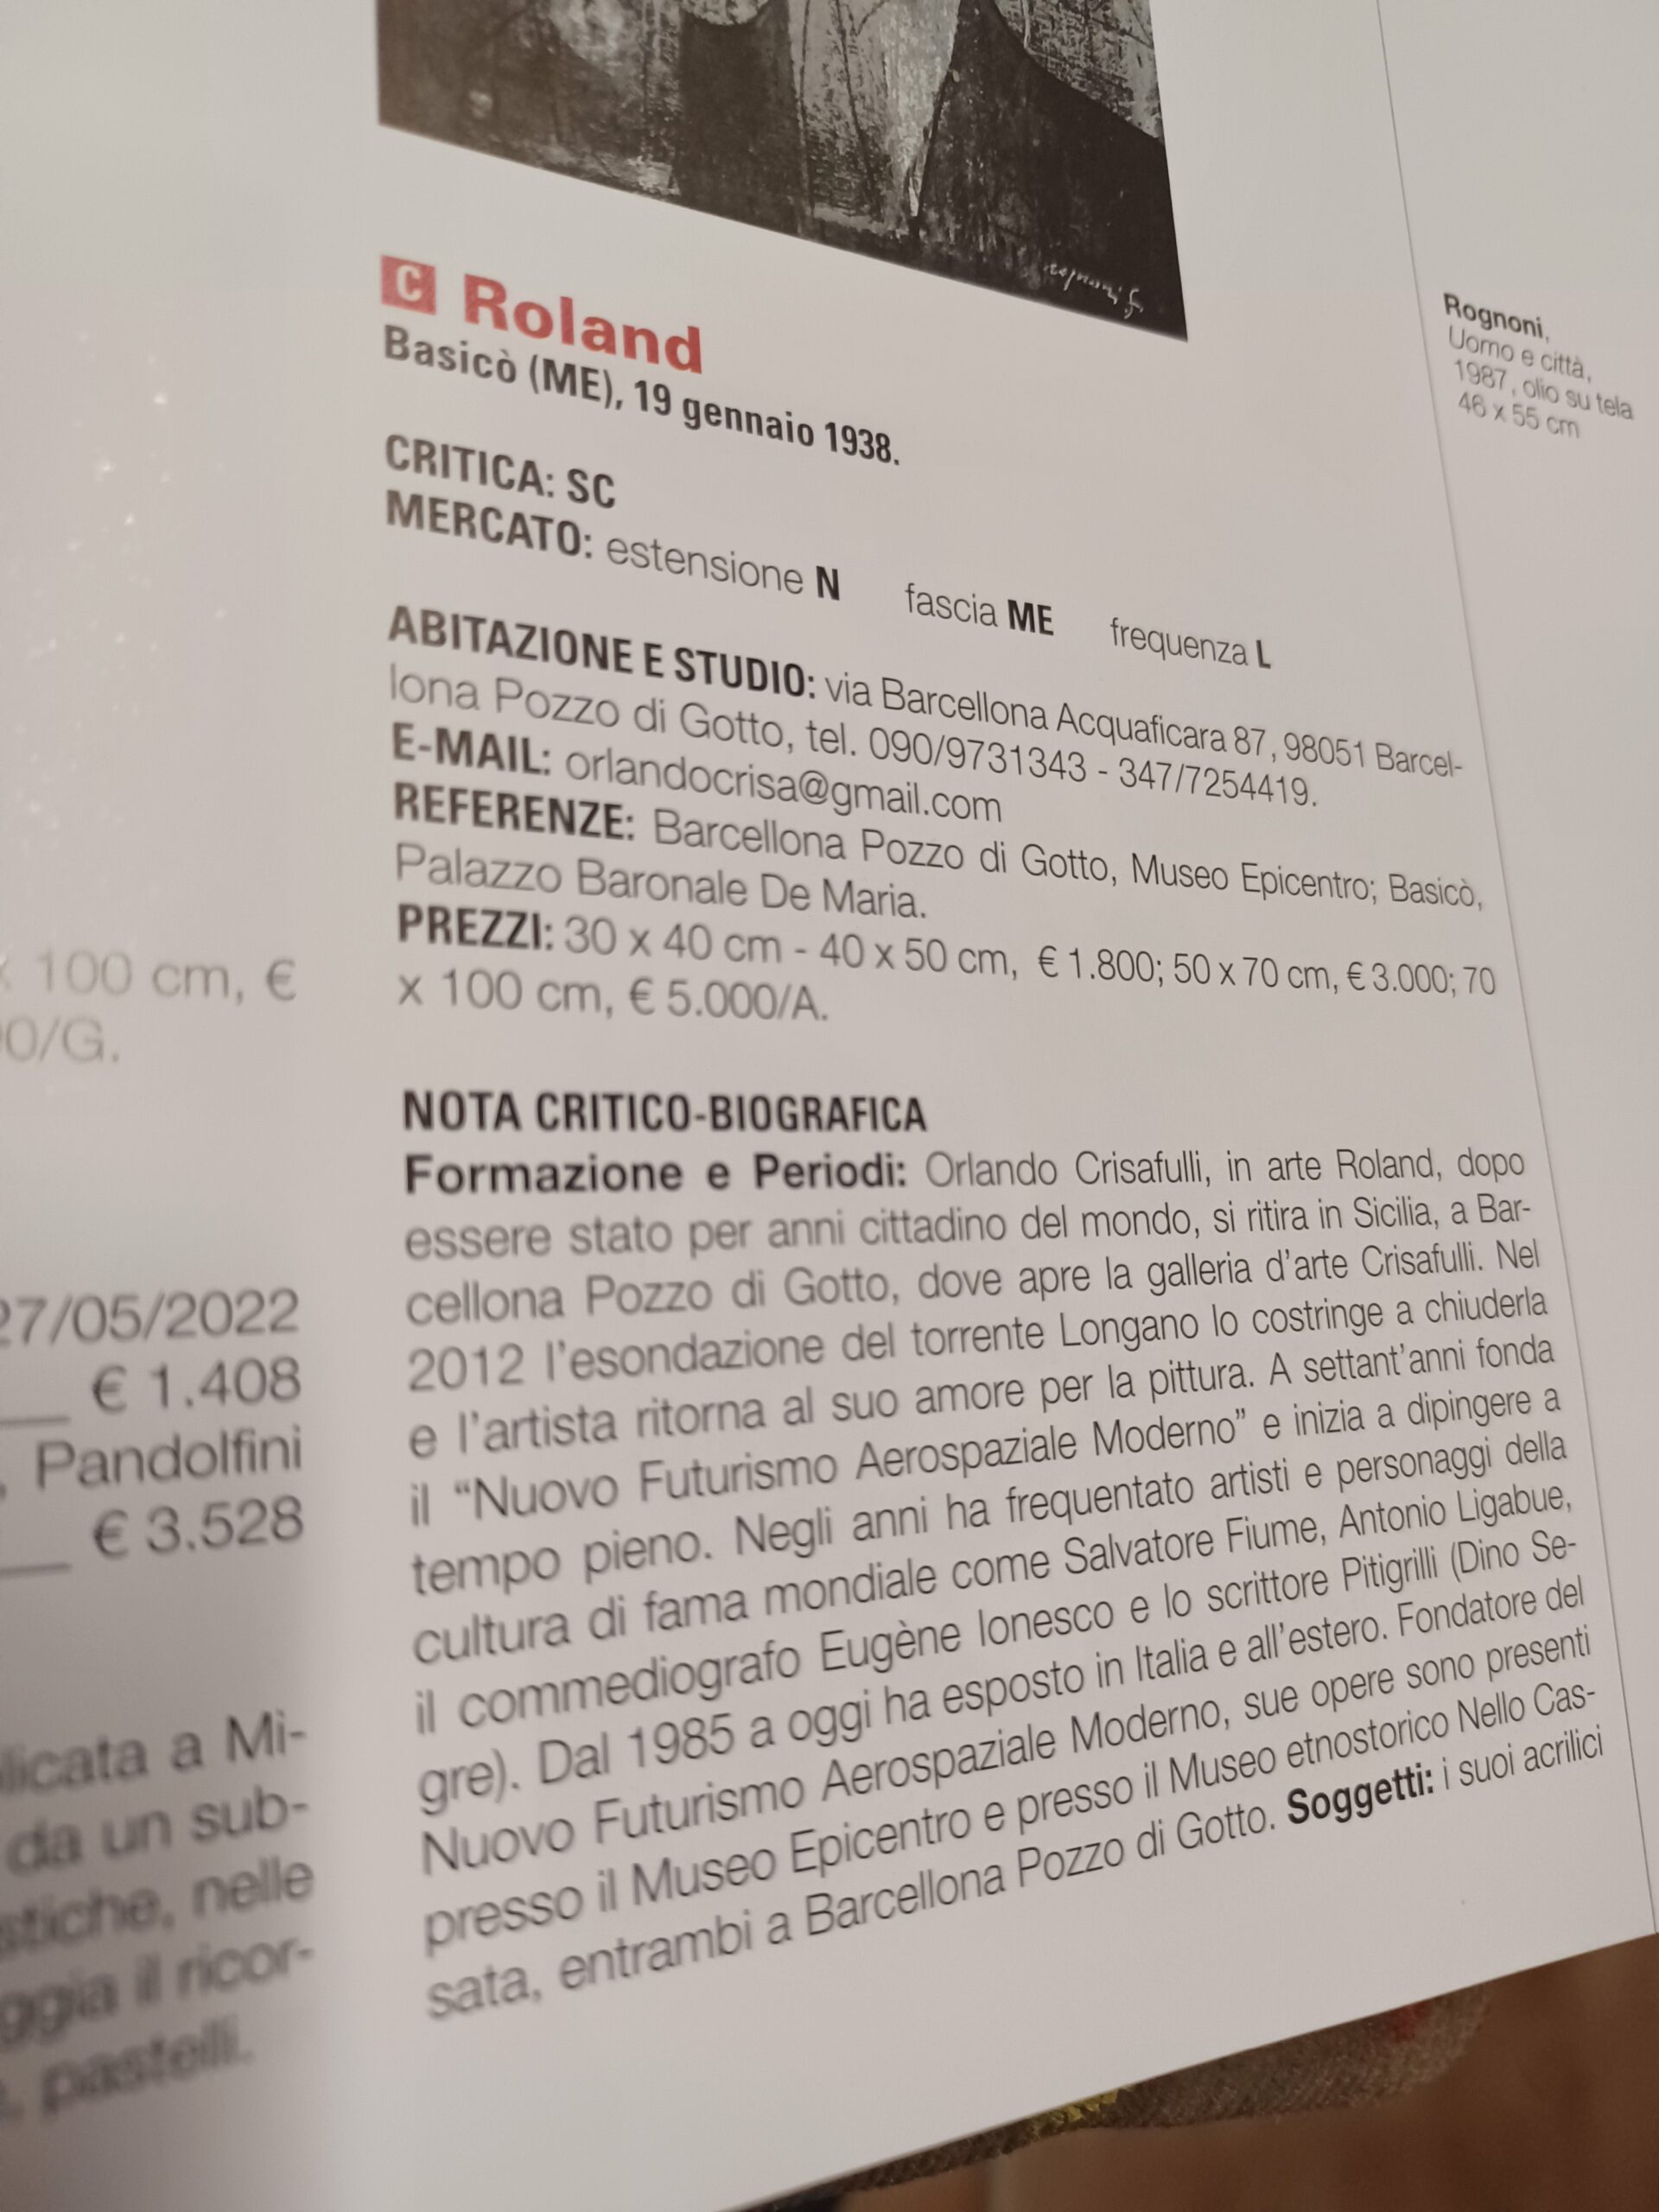 C Roland
Basicò (ME), 19 gennaio 1938.
CRITICA: SC
MERCATO: estensione N fascia ME frequenza L
ABITAZIONE E STUDIO: via Barcellona Acquaficara 87, 98051 Barcel-
lona Pozzo di Gotto, tel. 090/9731343 - 347/7254419.
E-MAIL: orlandocrisa@gmail.com
REFERENZE: Barcellona Pozzo di Gotto, Museo Epicentro; Basicò,
Palazzo Baronale De Maria.
PREZZI: 30 x 40 cm - 40 x 50 cm, € 1.800; 50 x 70 cm, € 3.000; 70
x 100 cm, € 5.000/A.
NOTA CRITICO-BIOGRAFICA
Formazione e Periodi: Orlando Crisafulli, in arte Roland, dopo
essere stato per anni cittadino del mondo, si ritira in Sicilia, a Bar-
cellona Pozzo di Gotto, dove apre la galleria d'arte Crisafulli. Nel
2012 l'esondazione del torrente Longano lo costringe a chiuderla
e l'artista ritorna al suo amore per la pittura. A settant'anni fonda
il “Nuovo Futurismo Aerospaziale Moderno” e inizia a dipingere a
tempo pieno. Negli anni ha frequentato artisti e personaggi della
cultura di fama mondiale come Salvatore Fiume, Antonio Ligabue,
il commediografo Eugène Ionesco e lo scrittore Pitigrilli (Dino Se-
gre). Dal 1985 a oggi ha esposto in Italia e all'estero. Fondatore del
Nuovo Futurismo Aerospaziale Moderno, sue opere sono presenti
presso il Museo Epicentro e presso il Museo etnostorico Nello Cas-
sata, entrambi a Barcellona Pozzo di Gotto. Soggetti: i suoi acrilici
Rognoni,
Uomo e città,
1987, olio su tela
46 x 55 cm
x 100 cm, €
0/G.
27/05/2022
€ 1.408
, Pandolfini
€ 3.528
licata a Mi-
da un sub-
stiche, nelle
ggia il ricor-
pastelli.